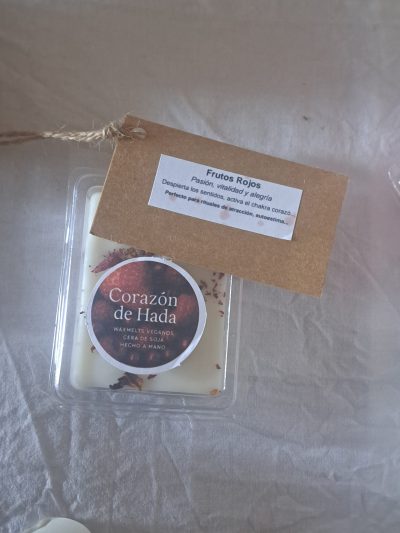 Frutos Rojos
Pasión, vitalidad y alegría
Despierta los sentidos, activa el chakra corazó...
Perfecto para rituales de atracción, autoestima...
Corazón
de Hada
WAXMELTS VEGANOS
CERA DE SOJA
HECHO A MANO